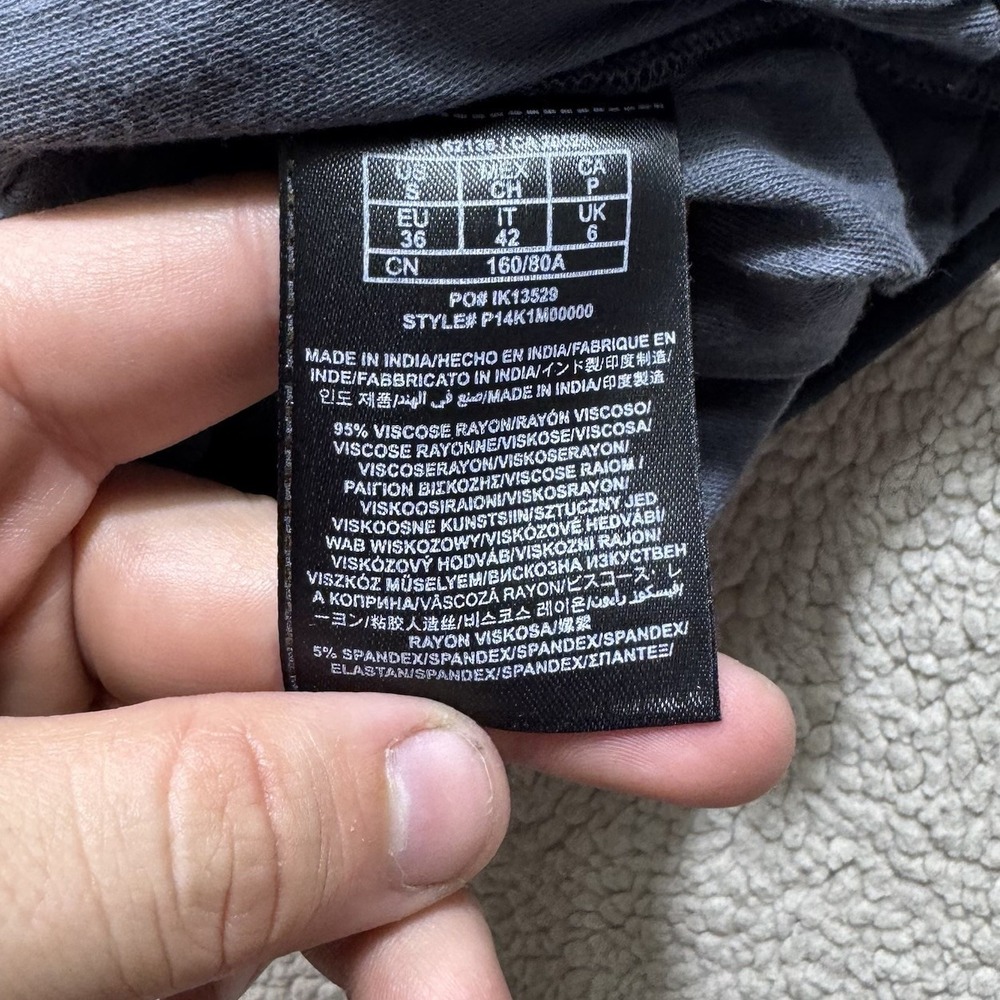 US MEX CA
S CH P
EU IT UK
36 42 6
CN 160/80A
PO# IK13529
STYLE# P14K1M00000
MADE IN INDIA/HECHO EN INDIA/FABRIQUE EN
INDE/FABBRICATO IN INDIA/インド製/印度制造/
인도 제품/صنع في الهند/MADE IN INDIA/印度製造
95% VISCOSE RAYON/RAYÓN VISCOSO/
VISCOSE RAYONNE/VISKOSE/VISCOSA/
VISCOSERAYON/VISKOSERAYON/
ΡΑΙΓΙΟΝ ΒΙΣΚΟΖΗΣ/VISCOSE RAIOM /
VISKOOSIRAIONI/VISKOSRAYON/
VISKOOSNE KUNSTSIIN/SZTUCZNY JED
WAB WISKOZOWY/VISKÓZOVÉ HEDVÁBÍ/
VISKÓZOVÝ HODVÁB/VISKOZNI RAJON/
VISZKÓZ MŰSELYEM/ВИСКОЗНА ИЗКУСТВЕН
А КОПРИНА/VÂSCOZĂ RAYON/ビスコース・レ
ーヨン/粘胶人造丝/비스코스 레이온/فيسكوز رايون/
RAYON VISKOSA/嫘縈
5% SPANDEX/SPANDEX/SPANDEX/SPANDEX/
ELASTAN/SPANDEX/SPANDEX/ΣΠΑΝΤΕΞ/